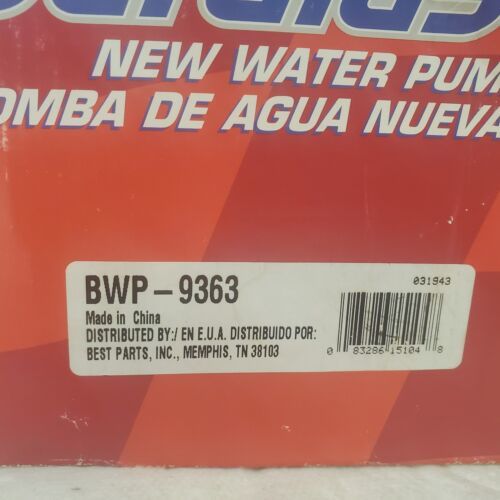 NEW WATER PUM
OMBA DE AGUA NUEVA
BWP-9363
031943
Made in China
DISTRIBUTED BY:/ EN E.U.A. DISTRIBUIDO POR:
BEST PARTS, INC., MEMPHIS, TN 38103
0 83286 15104 8